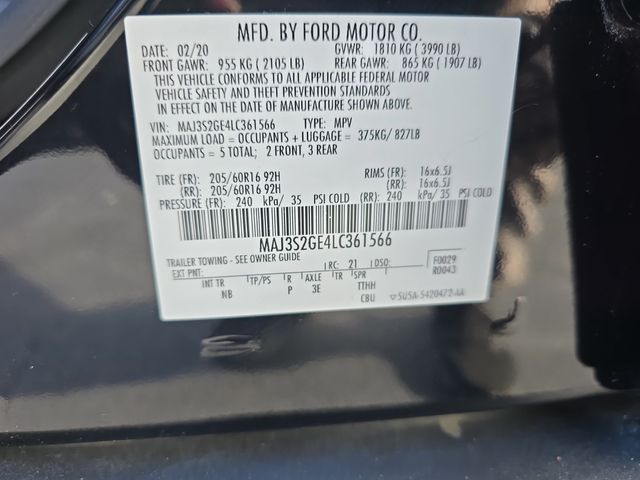 MFD. BY FORD MOTOR CO.
DATE: 02/20 GVWR: 1810 KG ( 3990 LB)
FRONT GAWR: 955 KG ( 2105 LB) REAR GAWR: 865 KG ( 1907 LB)
THIS VEHICLE CONFORMS TO ALL APPLICABLE FEDERAL MOTOR
VEHICLE SAFETY AND THEFT PREVENTION STANDARDS
IN EFFECT ON THE DATE OF MANUFACTURE SHOWN ABOVE.
VIN: MAJ3S2GE4LC361566 TYPE: MPV
MAXIMUM LOAD = OCCUPANTS + LUGGAGE = 375KG/ 827LB
OCCUPANTS = 5 TOTAL; 2 FRONT, 3 REAR
TIRE (FR): 205/60R16 92H RIMS (FR): 16x6.5J
(RR): 205/60R16 92H (RR): 16x6.5J
PRESSURE (FR): 240 kPa/ 35 PSI COLD (RR): 240 kPa/ 35 PSI COLD
MAJ3S2GE4LC361566
TRAILER TOWING - SEE OWNER GUIDE
EXT PNT: RC: 21 DSO: F0029
R0043
INT TR TP/PS R AXLE TR SPR
NB P 3E TTHH
CBU 5U5A-5420472-AA